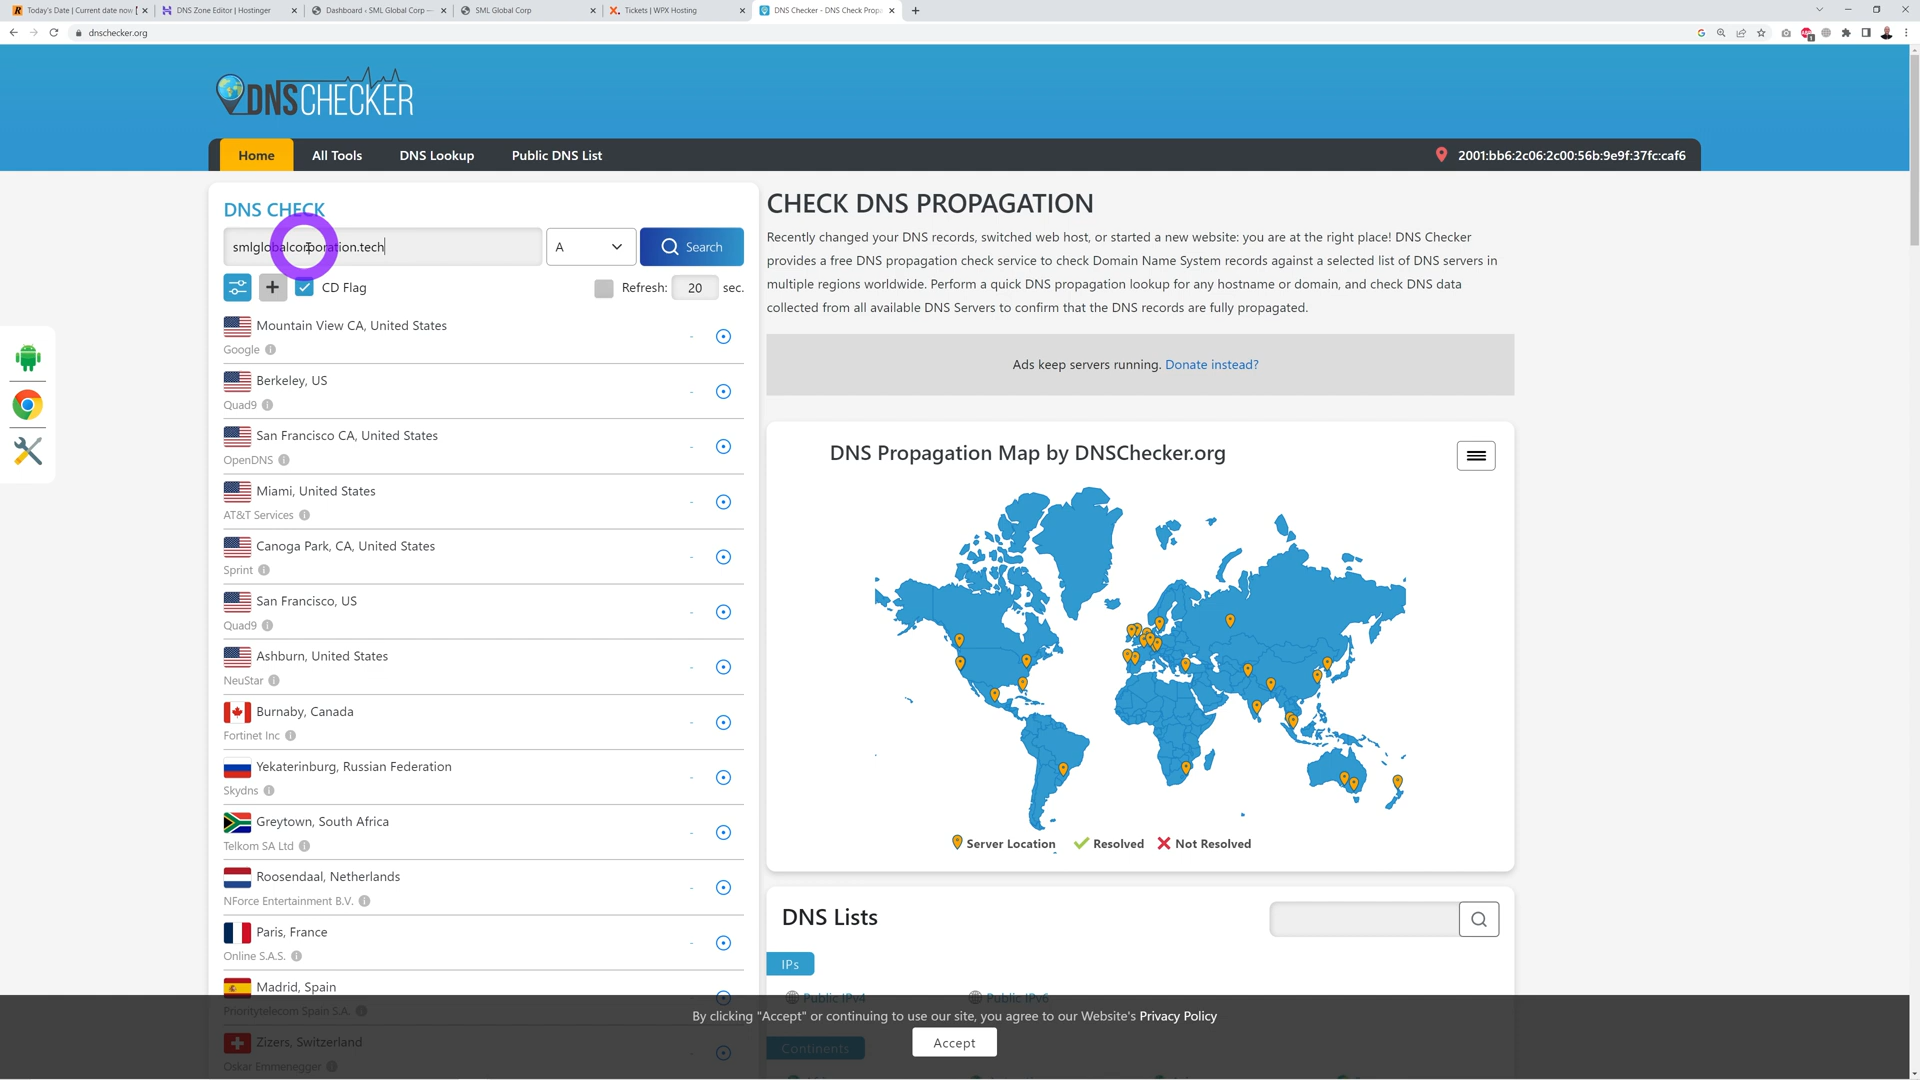 Today's Date | Current date now
DNS Zone Editor | Hostinger
Dashboard ‹ SML Global Corp —
SML Global Corp
Tickets | WPX Hosting
DNS Checker - DNS Check Prop
dnschecker.org
DNSCHECKER
Home
All Tools
DNS Lookup
Public DNS List
2001:bb6:2c06:2c00:56b:9e9f:37fc:caf6
DNS CHECK
smlglobalcorporation.tech
A
Search
+
CD Flag
Refresh:
20
sec.
Mountain View CA, United States
-
Google
Berkeley, US
-
Quad9
San Francisco CA, United States
-
OpenDNS
Miami, United States
-
AT&T Services
Canoga Park, CA, United States
-
Sprint
San Francisco, US
-
Quad9
Ashburn, United States
-
NeuStar
Burnaby, Canada
-
Fortinet Inc
Yekaterinburg, Russian Federation
-
Skydns
Greytown, South Africa
-
Telkom SA Ltd
Roosendaal, Netherlands
-
NForce Entertainment B.V.
Paris, France
-
Online S.A.S.
Madrid, Spain
Prioritytelecom Spain S.A.
Zizers, Switzerland
Oskar Emmenegger
CHECK DNS PROPAGATION
Recently changed your DNS records, switched web host, or started a new website: you are at the right place! DNS Checker
provides a free DNS propagation check service to check Domain Name System records against a selected list of DNS servers in
multiple regions worldwide. Perform a quick DNS propagation lookup for any hostname or domain, and check DNS data
collected from all available DNS Servers to confirm that the DNS records are fully propagated.
Ads keep servers running. Donate instead?
DNS Propagation Map by DNSChecker.org
Server Location
Resolved
Not Resolved
DNS Lists
IPs
Public IPv4
Public IPv6
By clicking "Accept" or continuing to use our site, you agree to our Website's Privacy Policy
Accept
Continents